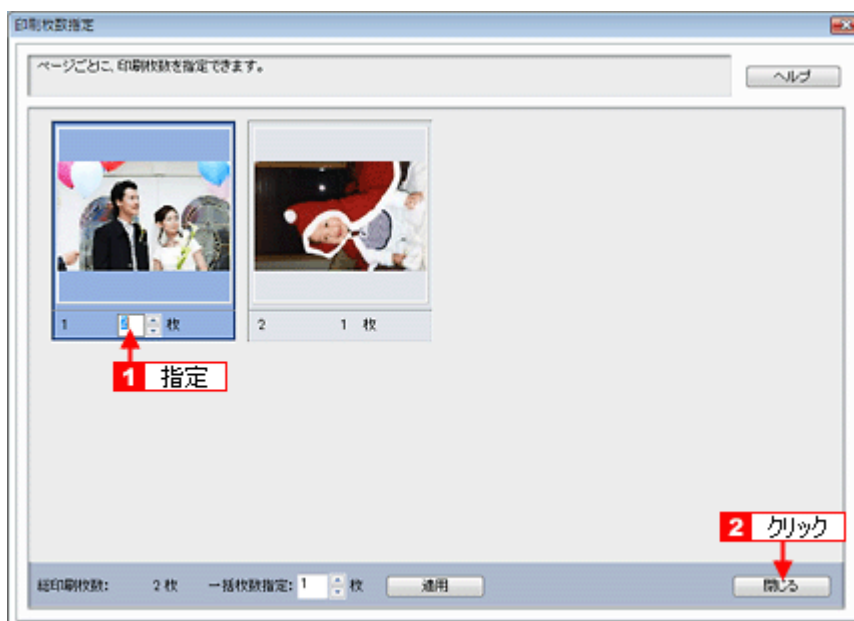 印刷枚数指定
ページごとに、印刷枚数を指定できます。
ヘルプ
1 枚
2 1 枚
1 指定
2 クリック
総印刷枚数: 2 枚 一括枚数指定: 1 枚 適用 閉じる